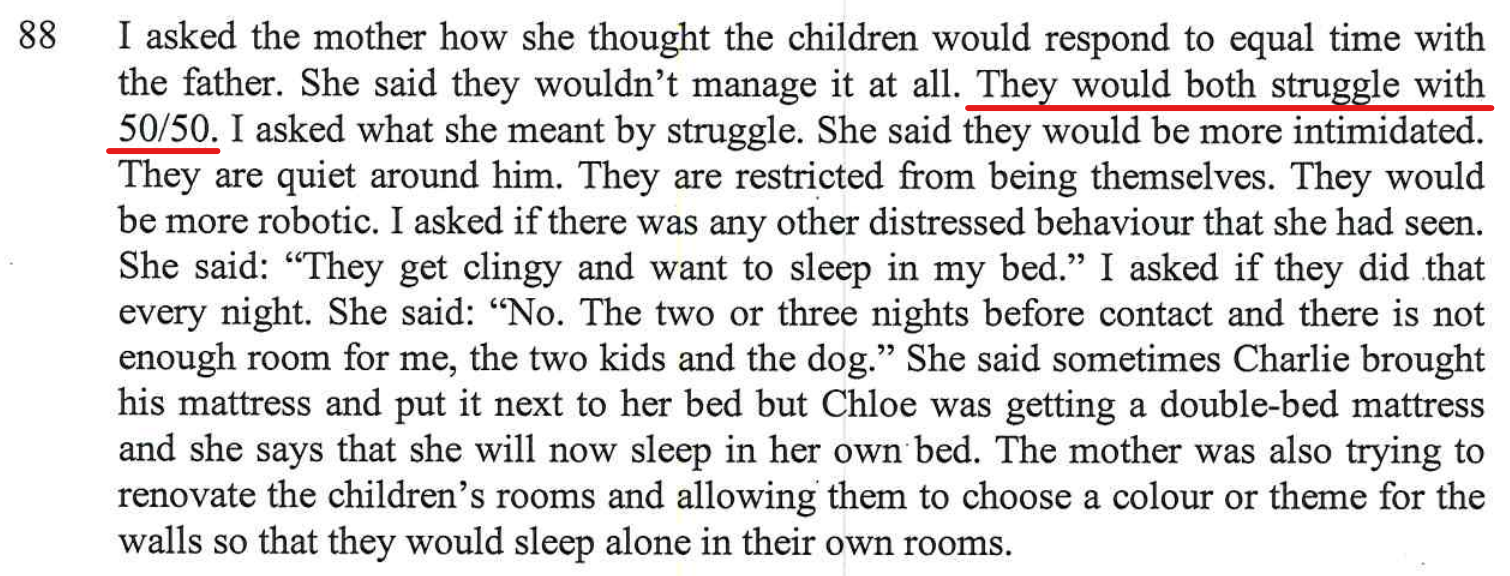 88 I asked the mother how she thought the children would respond to equal time with
the father. She said they wouldn’t manage it at all. They would both struggle with
50/50. I asked what she meant by struggle. She said they would be more intimidated.
They are quiet around him. They are restricted from being themselves. They would
be more robotic. I asked if there was any other distressed behaviour that she had seen.
She said: “They get clingy and want to sleep in my bed.” I asked if they did that
every night. She said: “No. The two or three nights before contact and there is not
enough room for me, the two kids and the dog.” She said sometimes Charlie brought
his mattress and put it next to her bed but Chloe was getting a double-bed mattress
and she says that she will now sleep in her own bed. The mother was also trying to
renovate the children’s rooms and allowing them to choose a colour or theme for the
walls so that they would sleep alone in their own rooms.